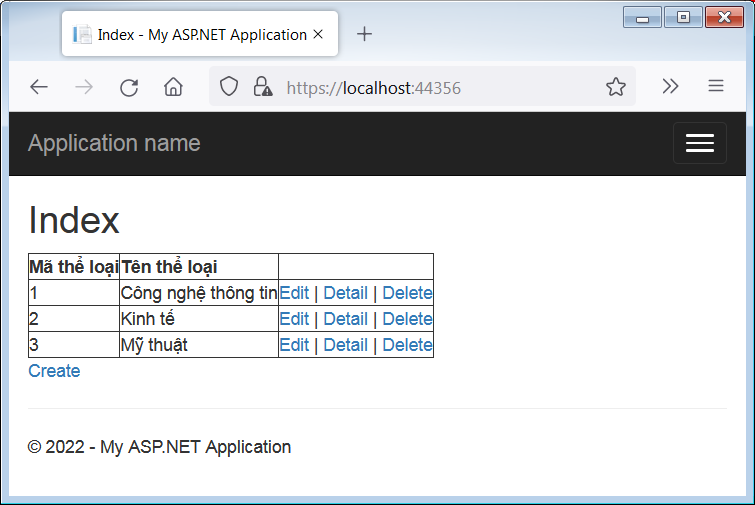 Index - My ASP.NET Application
https://localhost:44356
Application name
Index
Mã thể loại Tên thể loại
1 Công nghệ thông tin Edit | Detail | Delete
2 Kinh tế Edit | Detail | Delete
3 Mỹ thuật Edit | Detail | Delete
Create
© 2022 - My ASP.NET Application